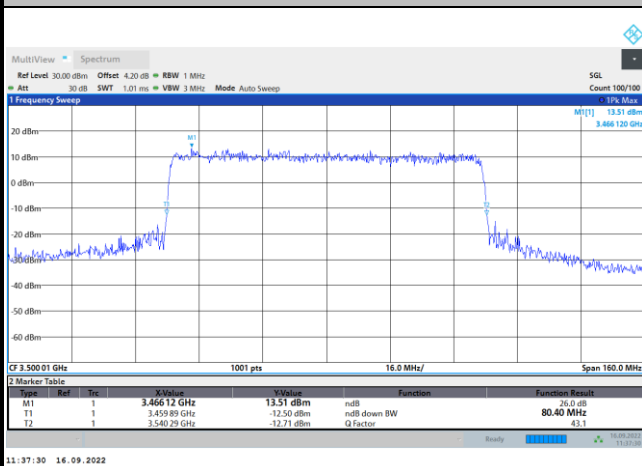 MultiView Spectrum
Ref Level 30.00 dBm Offset 4.20 dB RBW 1 MHz SGL
Att 30 dB SWT 1.01 ms VBW 3 MHz Mode Auto Sweep Count 100/100
1 Frequency Sweep 1Pk Max
M1[1] 13.51 dBm
3.466 120 GHz
M1
20 dBm
10 dBm
0 dBm
T1 T2
-10 dBm
-20 dBm
-30 dBm
-40 dBm
-50 dBm
-60 dBm
CF 3.500 01 GHz 1001 pts 16.0 MHz/ Span 160.0 MHz
2 Marker Table
Type Ref Trc X-Value Y-Value Function Function Result
M1 1 3.466 12 GHz 13.51 dBm ndB 26.0 dB
T1 1 3.459 89 GHz -12.50 dBm ndB down BW 80.40 MHz
T2 1 3.540 29 GHz -12.71 dBm Q Factor 43.1
Ready 16.09.2022
11:37:30
11:37:30 16.09.2022